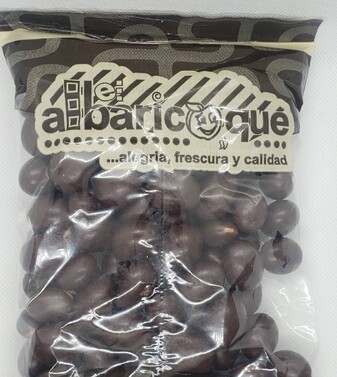 el
albaricoque
...alegría, frescura y calidad